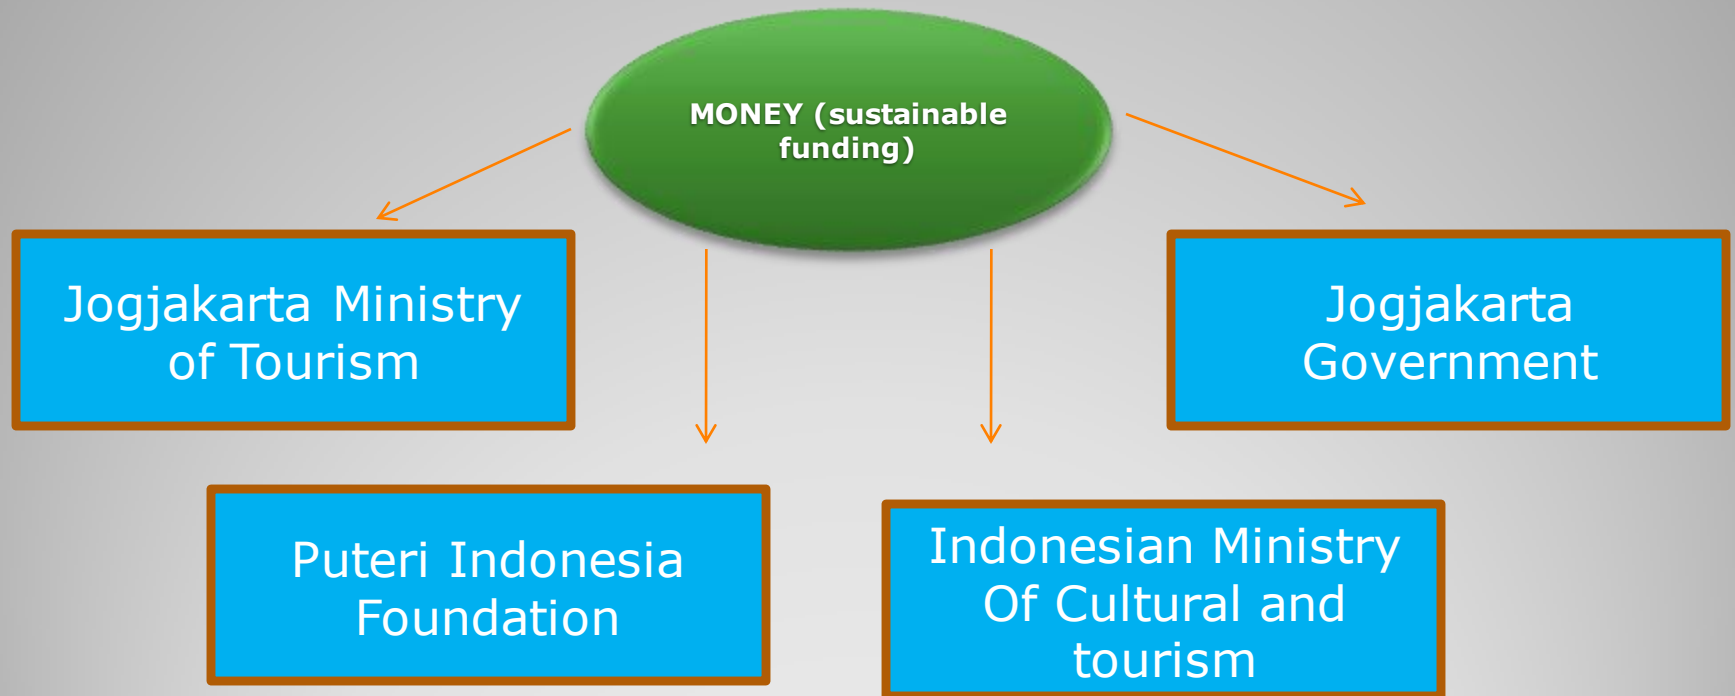 MONEY (sustainable
funding)
Jogjakarta Ministry
of Tourism
Jogjakarta
Government
Puteri Indonesia
Foundation
Indonesian Ministry
Of Cultural and
tourism